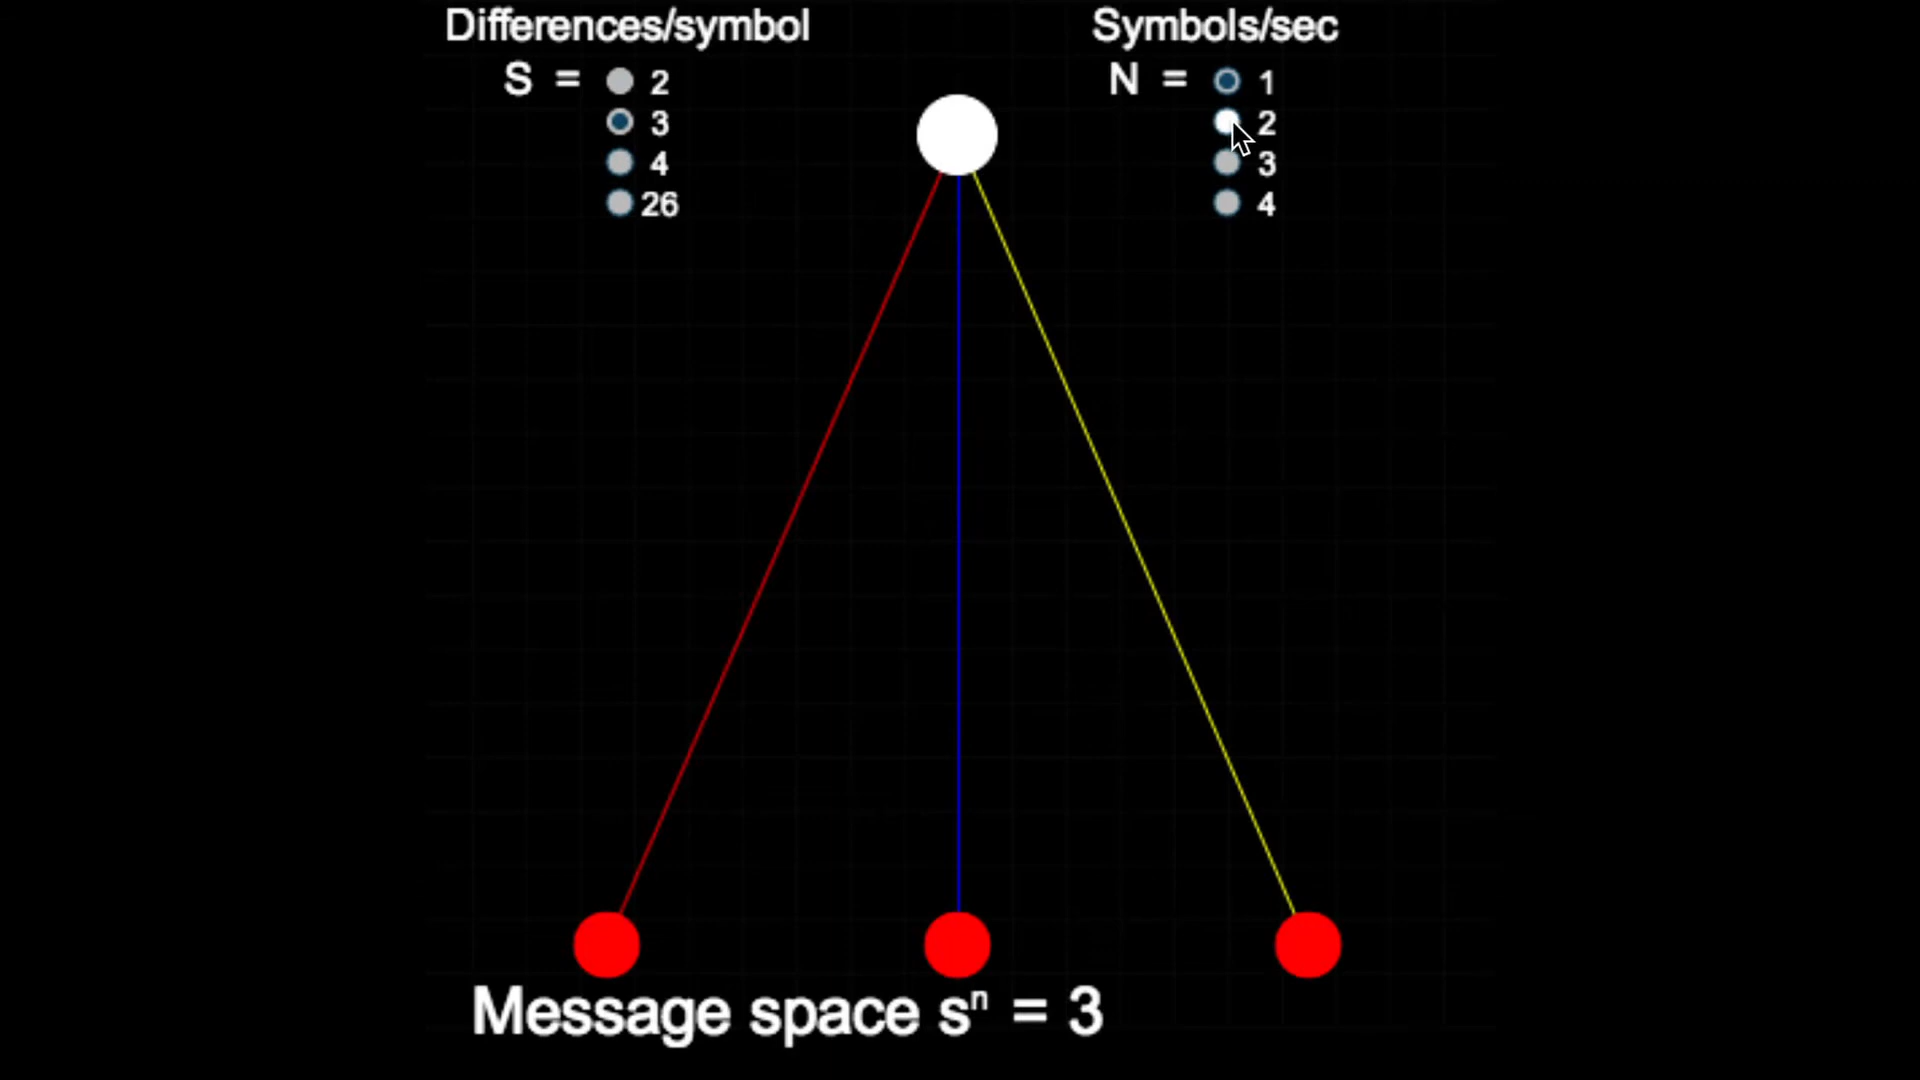 Differences/symbol
S = 2
3
4
26
Symbols/sec
N = 1
2
3
4
Message space sⁿ = 3